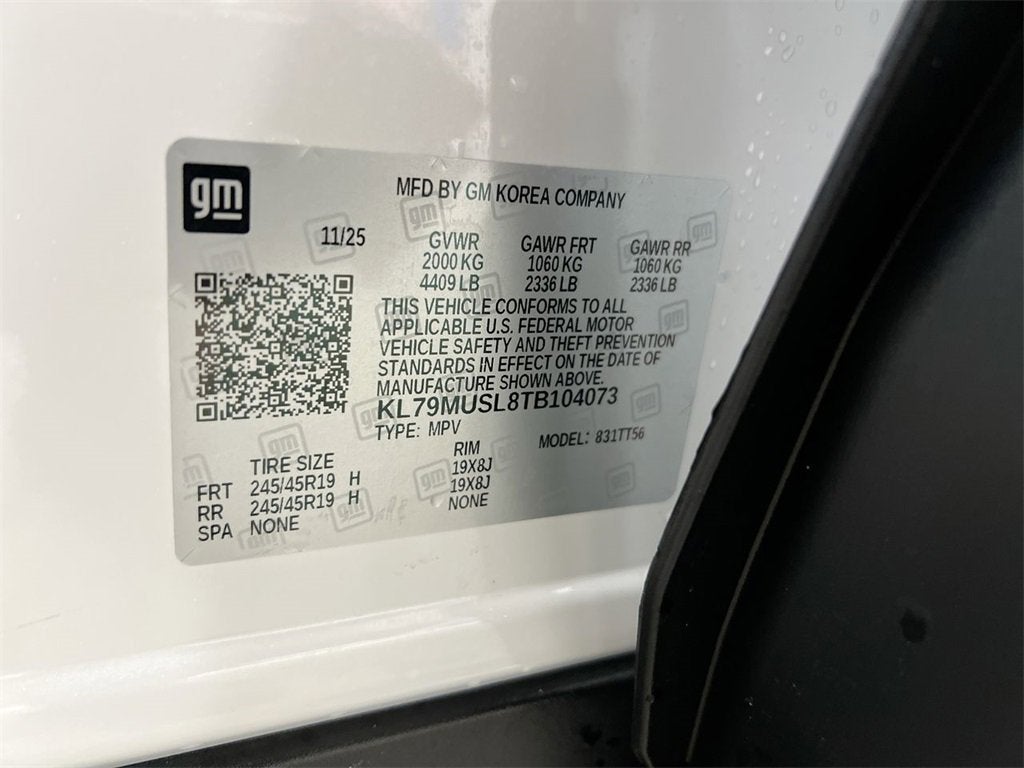 gm
MFD BY GM KOREA COMPANY
11/25
GVWR GAWR FRT GAWR RR
2000 KG 1060 KG 1060 KG
4409 LB 2336 LB 2336 LB
THIS VEHICLE CONFORMS TO ALL
APPLICABLE U.S. FEDERAL MOTOR
VEHICLE SAFETY AND THEFT PREVENTION
STANDARDS IN EFFECT ON THE DATE OF
MANUFACTURE SHOWN ABOVE.
KL79MUSL8TB104073
TYPE: MPV MODEL: 831TT56
TIRE SIZE RIM
FRT 245/45R19 H 19X8J
RR 245/45R19 H 19X8J
SPA NONE NONE